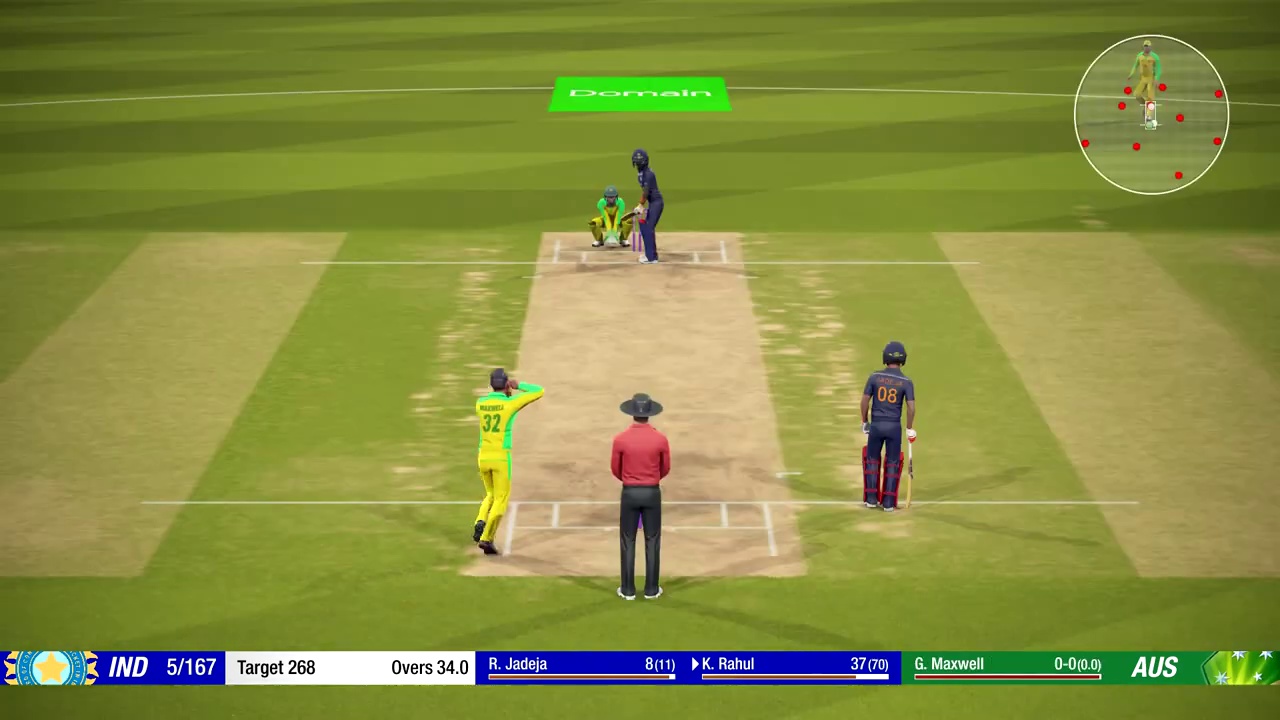 Domain
MAXWELL
32
08
IND 5/167 Target 268 Overs 34.0 R. Jadeja 8(11) K. Rahul 37(70) G. Maxwell 0-0(0.0) AUS